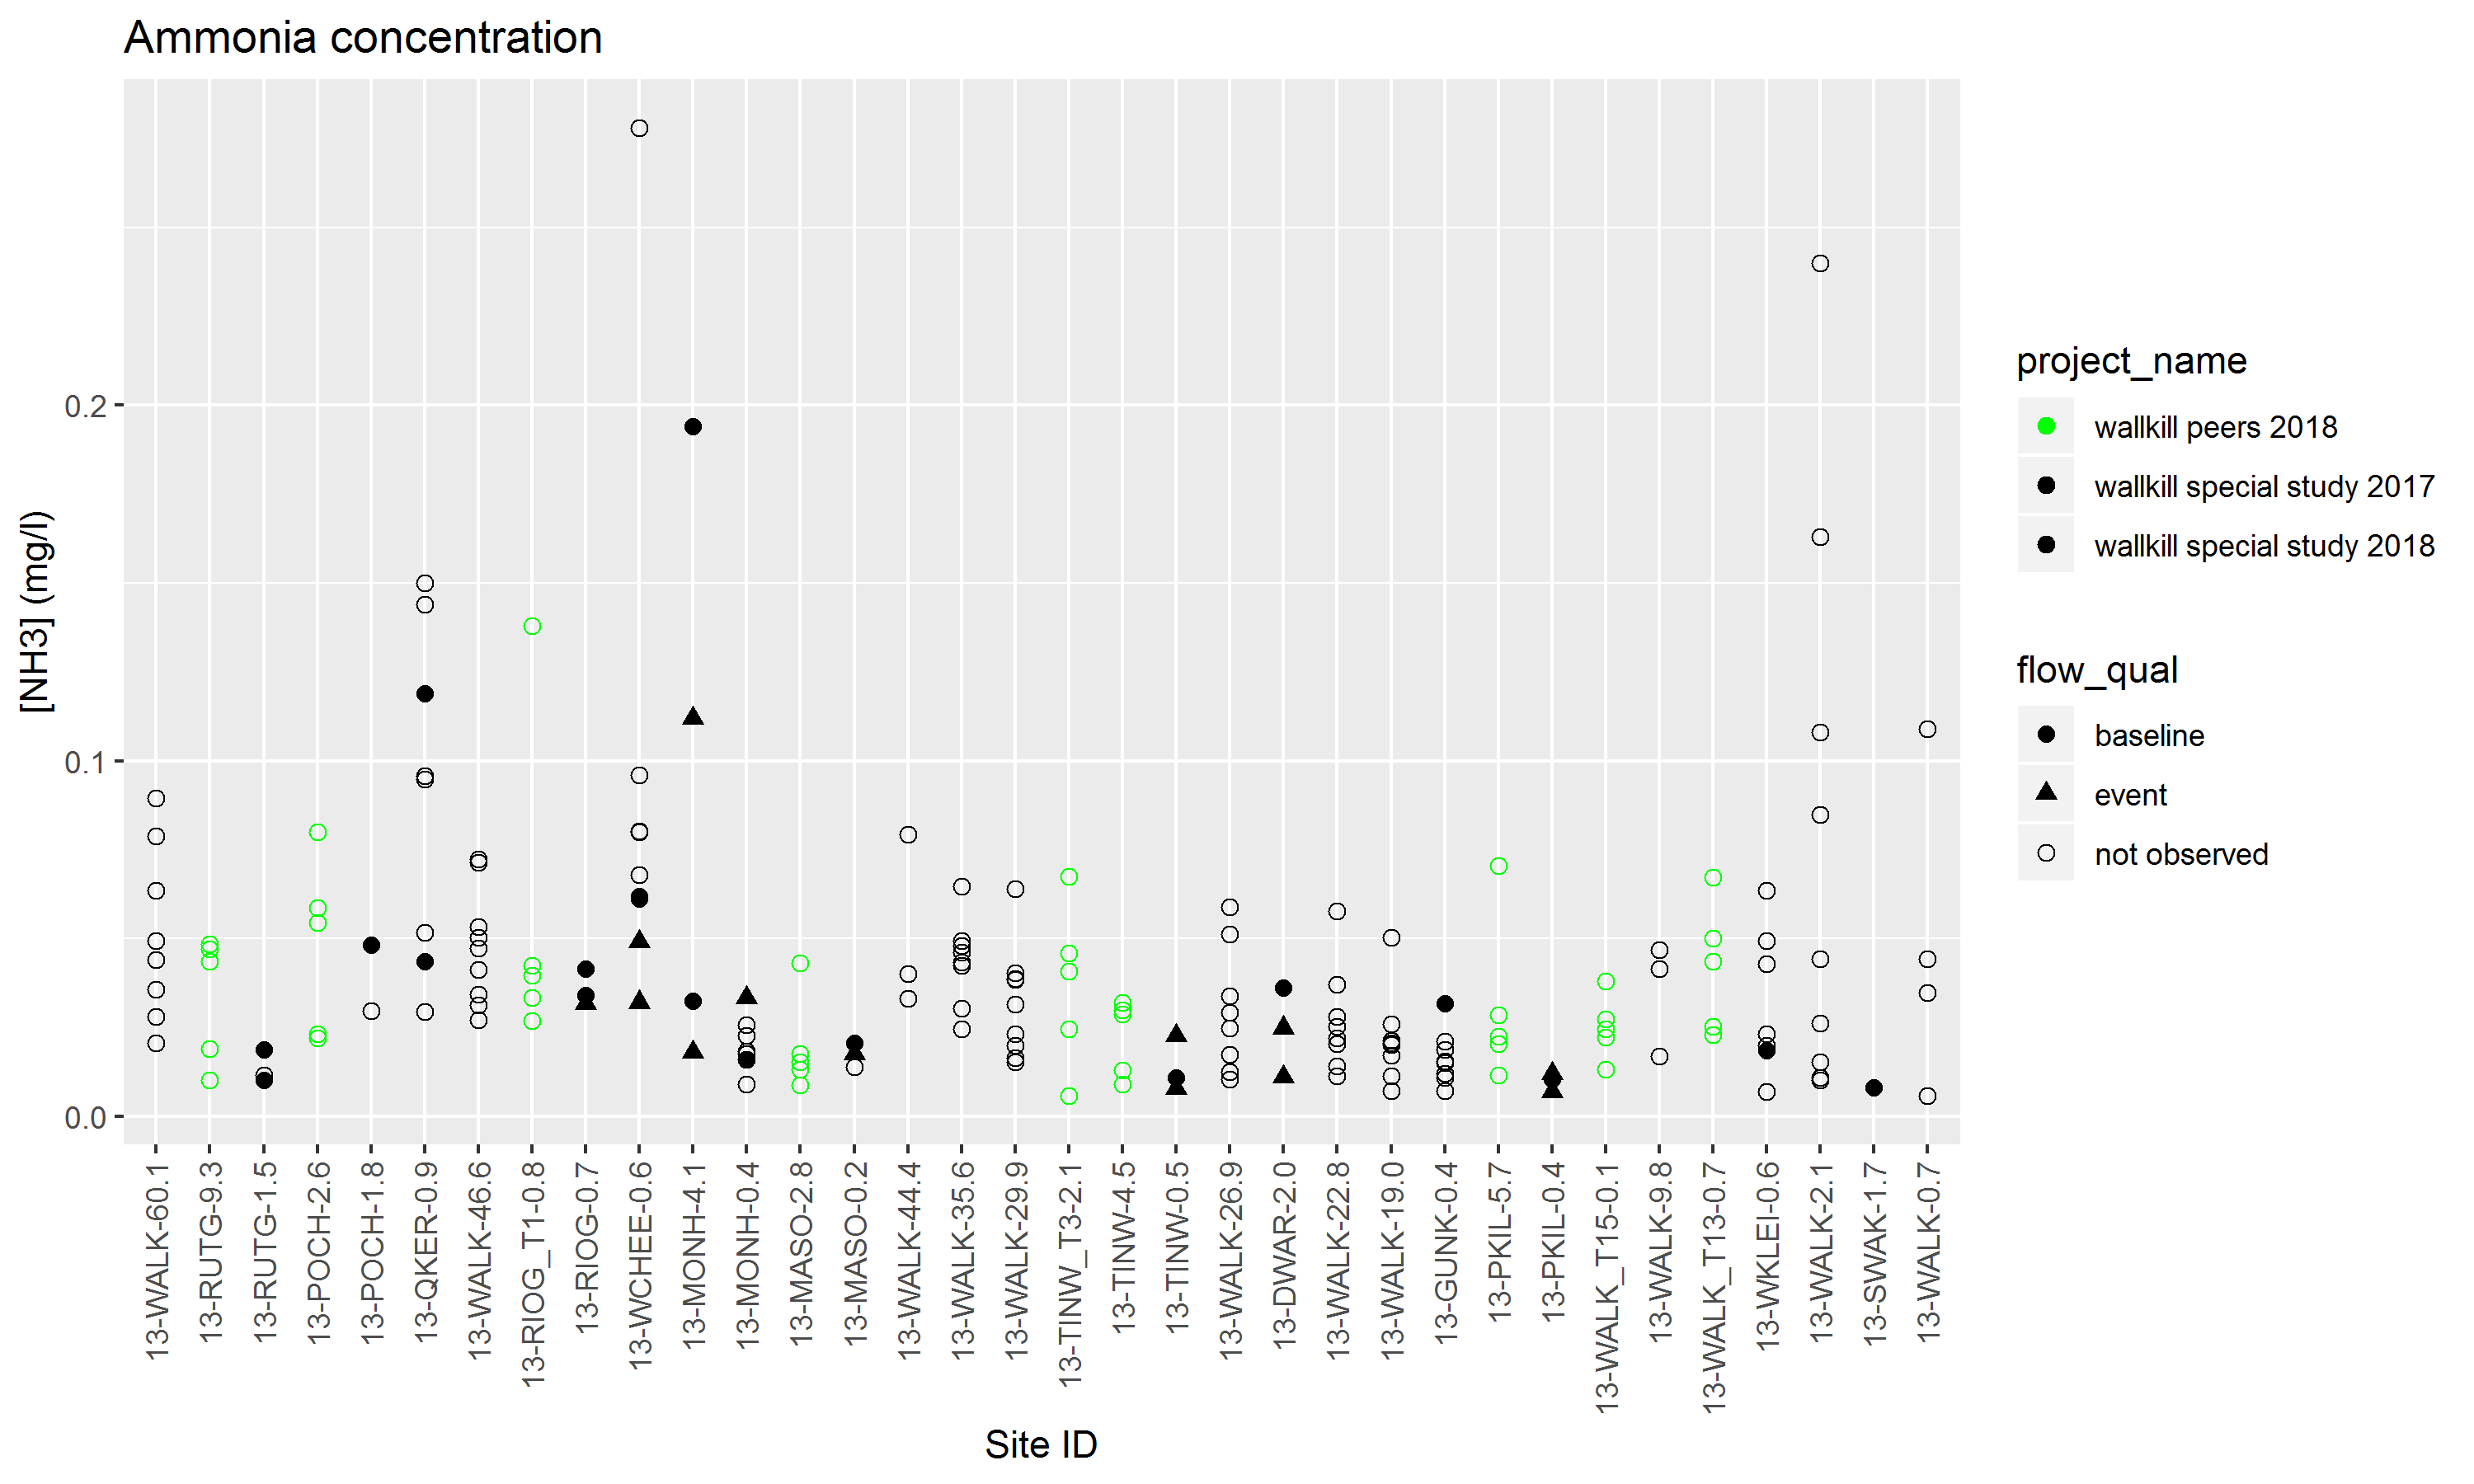 Ammonia concentration
[NH3] (mg/l)
0.2
0.1
0.0
13-WALK-60.1
13-RUTG-9.3
13-RUTG-1.5
13-POCH-2.6
13-POCH-1.8
13-QKER-0.9
13-WALK-46.6
13-RIOG_T1-0.8
13-RIOG-0.7
13-WCHEE-0.6
13-MONH-4.1
13-MONH-0.4
13-MASO-2.8
13-MASO-0.2
13-WALK-44.4
13-WALK-35.6
13-WALK-29.9
13-TINW_T3-2.1
13-TINW-4.5
13-TINW-0.5
13-WALK-26.9
13-DWAR-2.0
13-WALK-22.8
13-WALK-19.0
13-GUNK-0.4
13-PKIL-5.7
13-PKIL-0.4
13-WALK_T15-0.1
13-WALK-9.8
13-WALK_T13-0.7
13-WKLEI-0.6
13-WALK-2.1
13-SWAK-1.7
13-WALK-0.7
Site ID
project_name
wallkill peers 2018
wallkill special study 2017
wallkill special study 2018
flow_qual
baseline
event
not observed